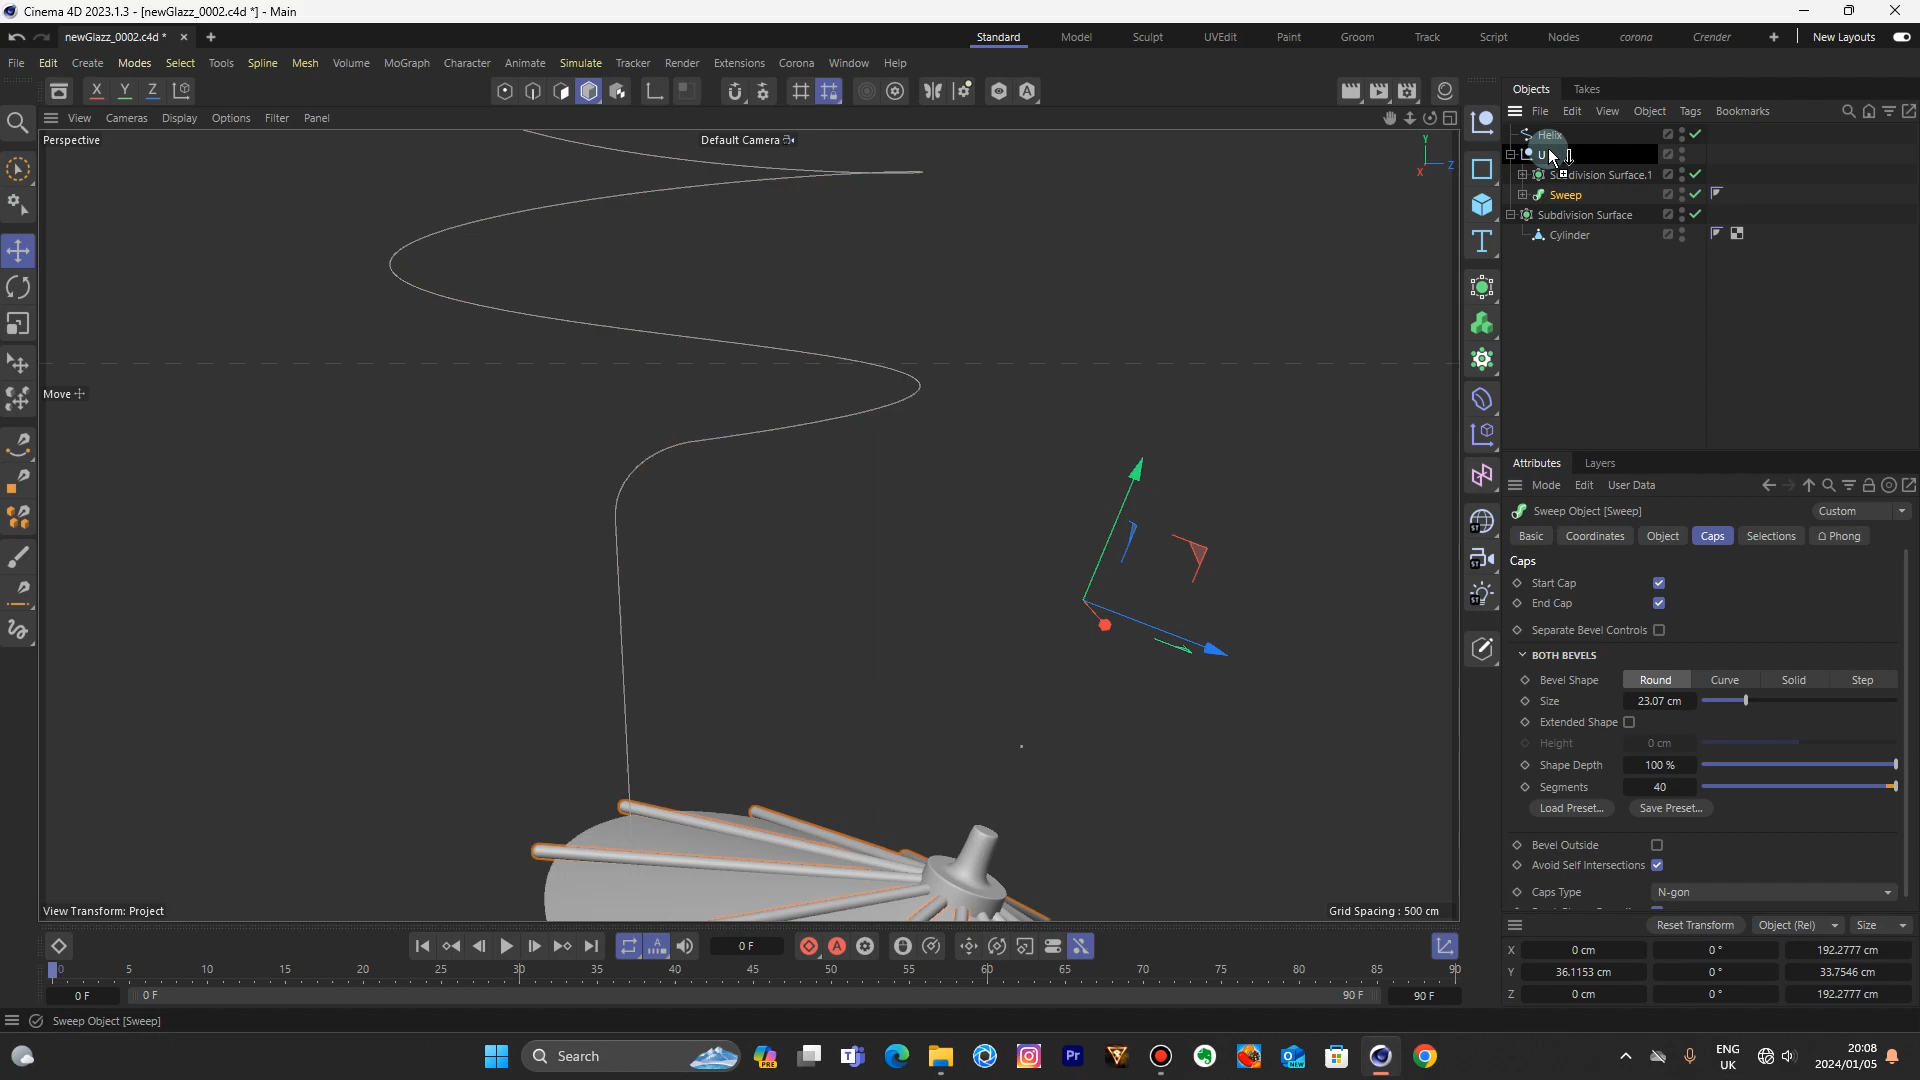 Cinema 4D 2023.1.3 - [newGlazz_0002.c4d *] - Main
newGlazz_0002.c4d *
Standard Model Sculpt UVEdit Paint Groom Track Script Nodes corona Crender New Layouts
File Edit Create Modes Select Tools Spline Mesh Volume MoGraph Character Animate Simulate Tracker Render Extensions Corona Window Help
X Y Z
View Cameras Display Options Filter Panel
Perspective
Default Camera
Y
Z
X
Move
View Transform: Project
Grid Spacing : 500 cm
Objects Takes
File Edit View Object Tags Bookmarks
Helix
Subdivision Surface.1
Sweep
Subdivision Surface
Cylinder
Attributes Layers
Mode Edit User Data
Sweep Object [Sweep]
Custom
Basic Coordinates Object Caps Selections Phong
Caps
Start Cap
End Cap
Separate Bevel Controls
BOTH BEVELS
Bevel Shape Round Curve Solid Step
Size 23.07 cm
Extended Shape
Height 0 cm
Shape Depth 100 %
Segments 40
Load Preset... Save Preset...
Bevel Outside
Avoid Self Intersections
Caps Type N-gon
Reset Transform Object (Rel) Size
X 0 cm 0 ° 192.2777 cm
Y 36.1153 cm 0 ° 33.7546 cm
Z 0 cm 0 ° 192.2777 cm
0 F
0 5 10 15 20 25 30 35 40 45 50 55 60 65 70 75 80 85 90
0 F 0 F 90 F 90 F
Sweep Object [Sweep]
Search
PRE
ENG
UK
20:08
2024/01/05